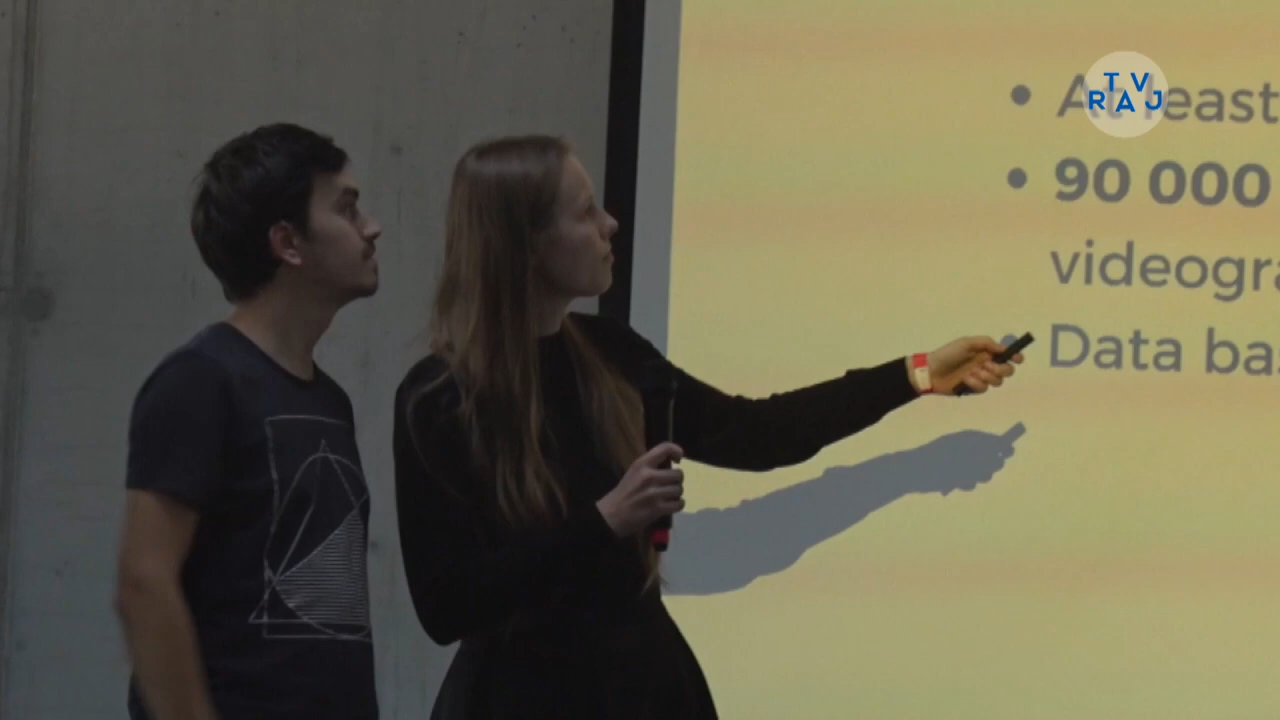 TV
RAJ
• At least
• 90 000
videogra
• Data ba